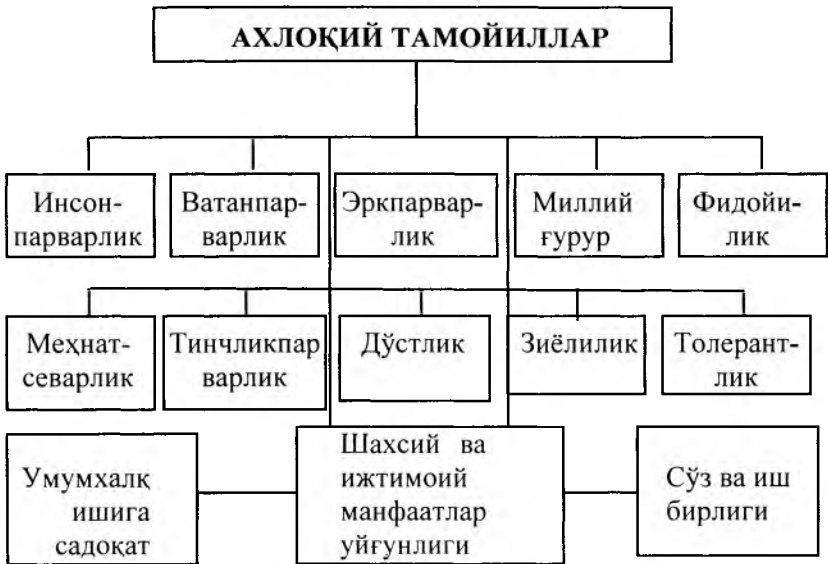 АХЛОҚИЙ ТАМОЙИЛЛАР
Инсон-
парварлик
Ватанпар-
варлик
Эркпарвар-
лик
Миллий
ғурур
Фидойи-
лик
Меҳнат-
севарлик
Тинчликпар
варлик
Дўстлик
Зиёлилик
Толерант-
лик
Умумхалқ
ишига
садоқат
Шахсий ва
ижтимоий
манфаатлар
уйғунлиги
Сўз ва иш
бирлиги